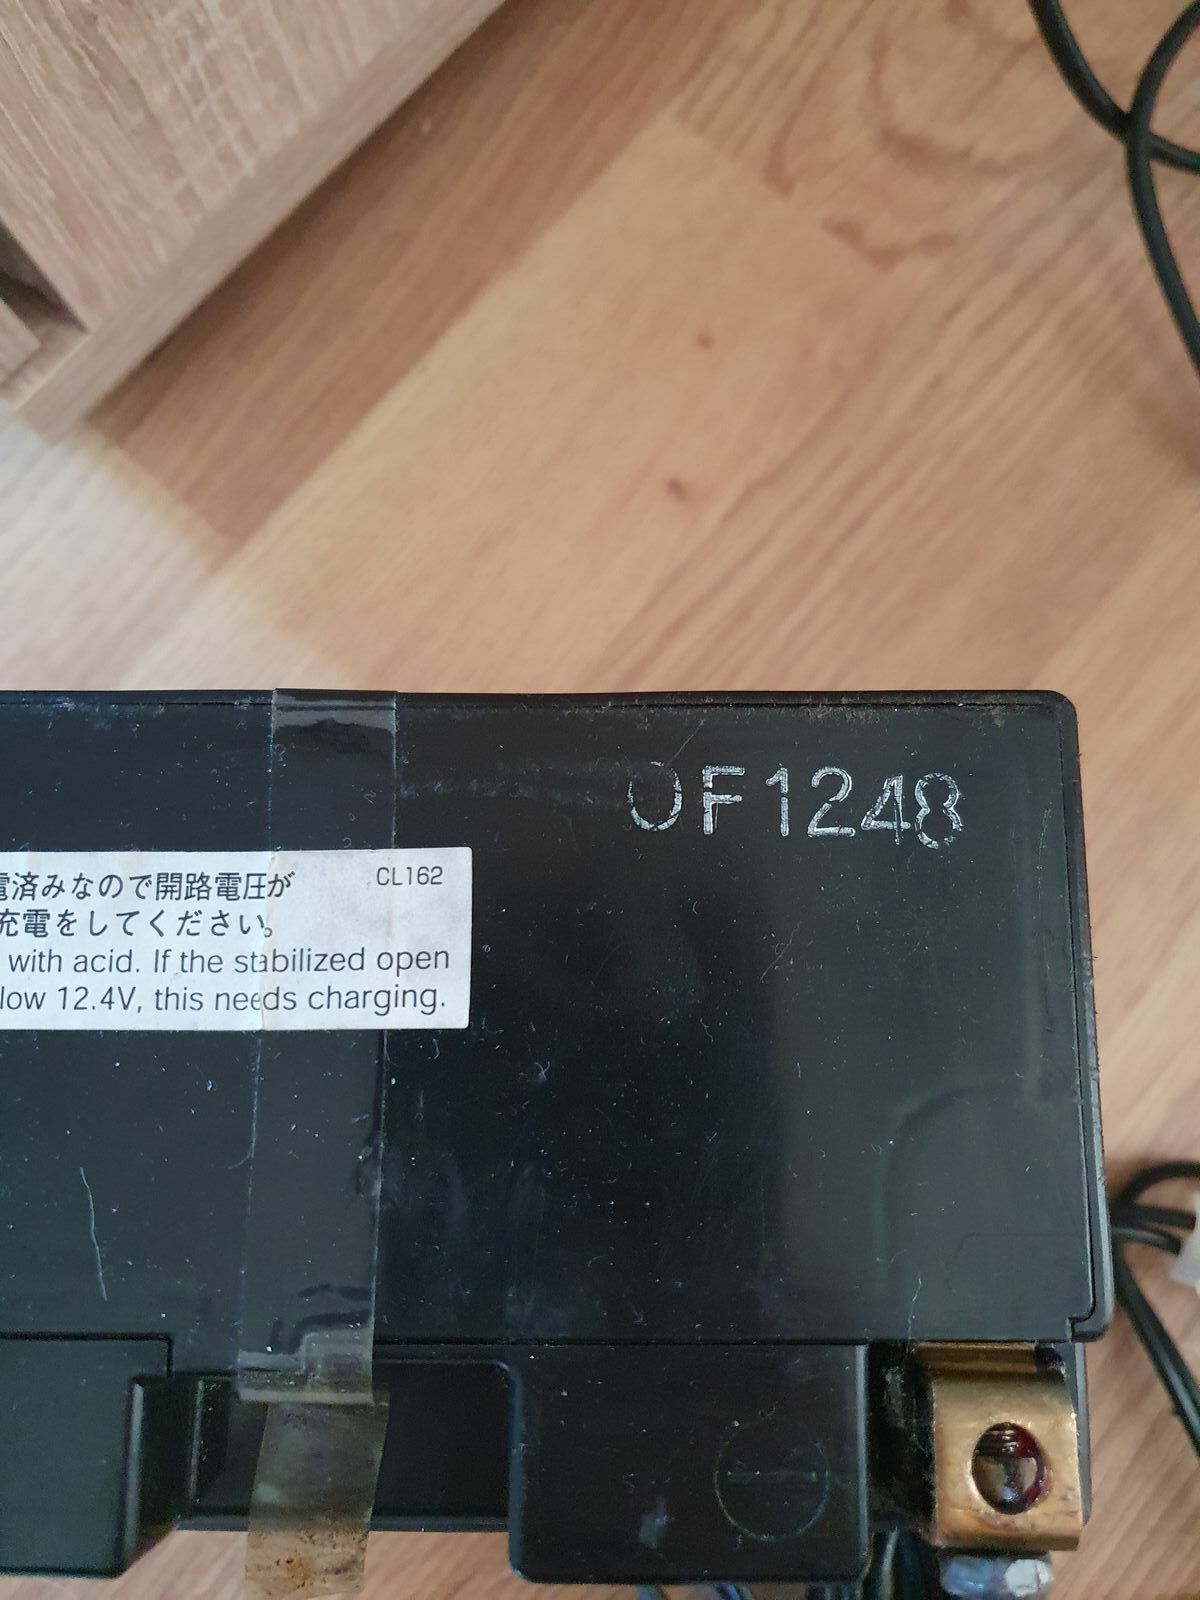 OF1248
電済みなので開路電圧が CL162
充電をしてください。
with acid. If the stabilized open
low 12.4V, this needs charging.